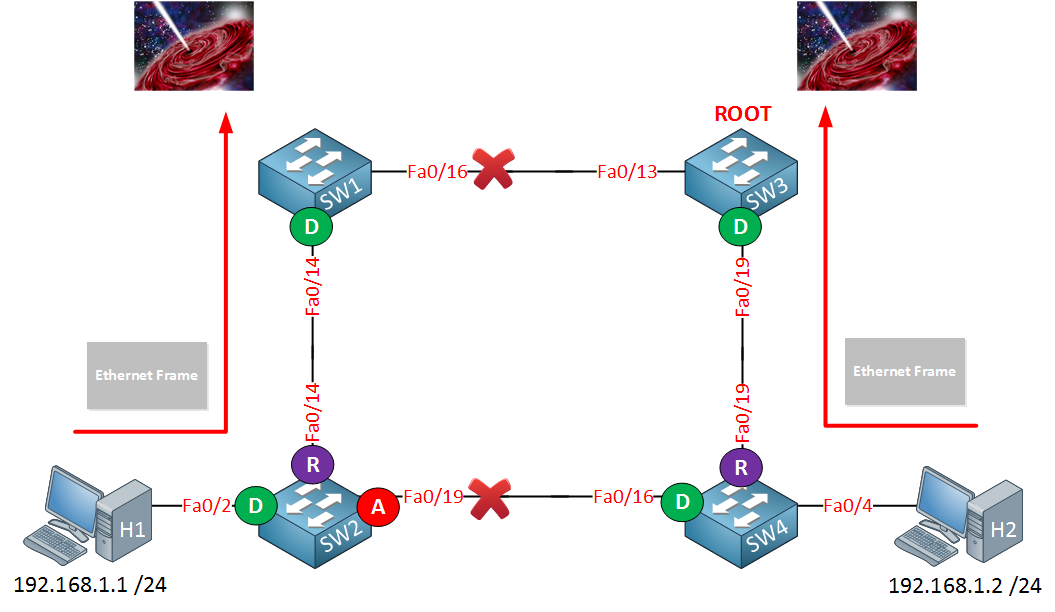 ROOT
Fa0/16
Fa0/13
SW1
SW3
D
D
Fa0/14
Fa0/19
Ethernet Frame
Ethernet Frame
Fa0/14
Fa0/19
R
R
H1
Fa0/2
D
A
Fa0/19
Fa0/16
D
Fa0/4
H2
SW2
SW4
192.168.1.1 /24
192.168.1.2 /24